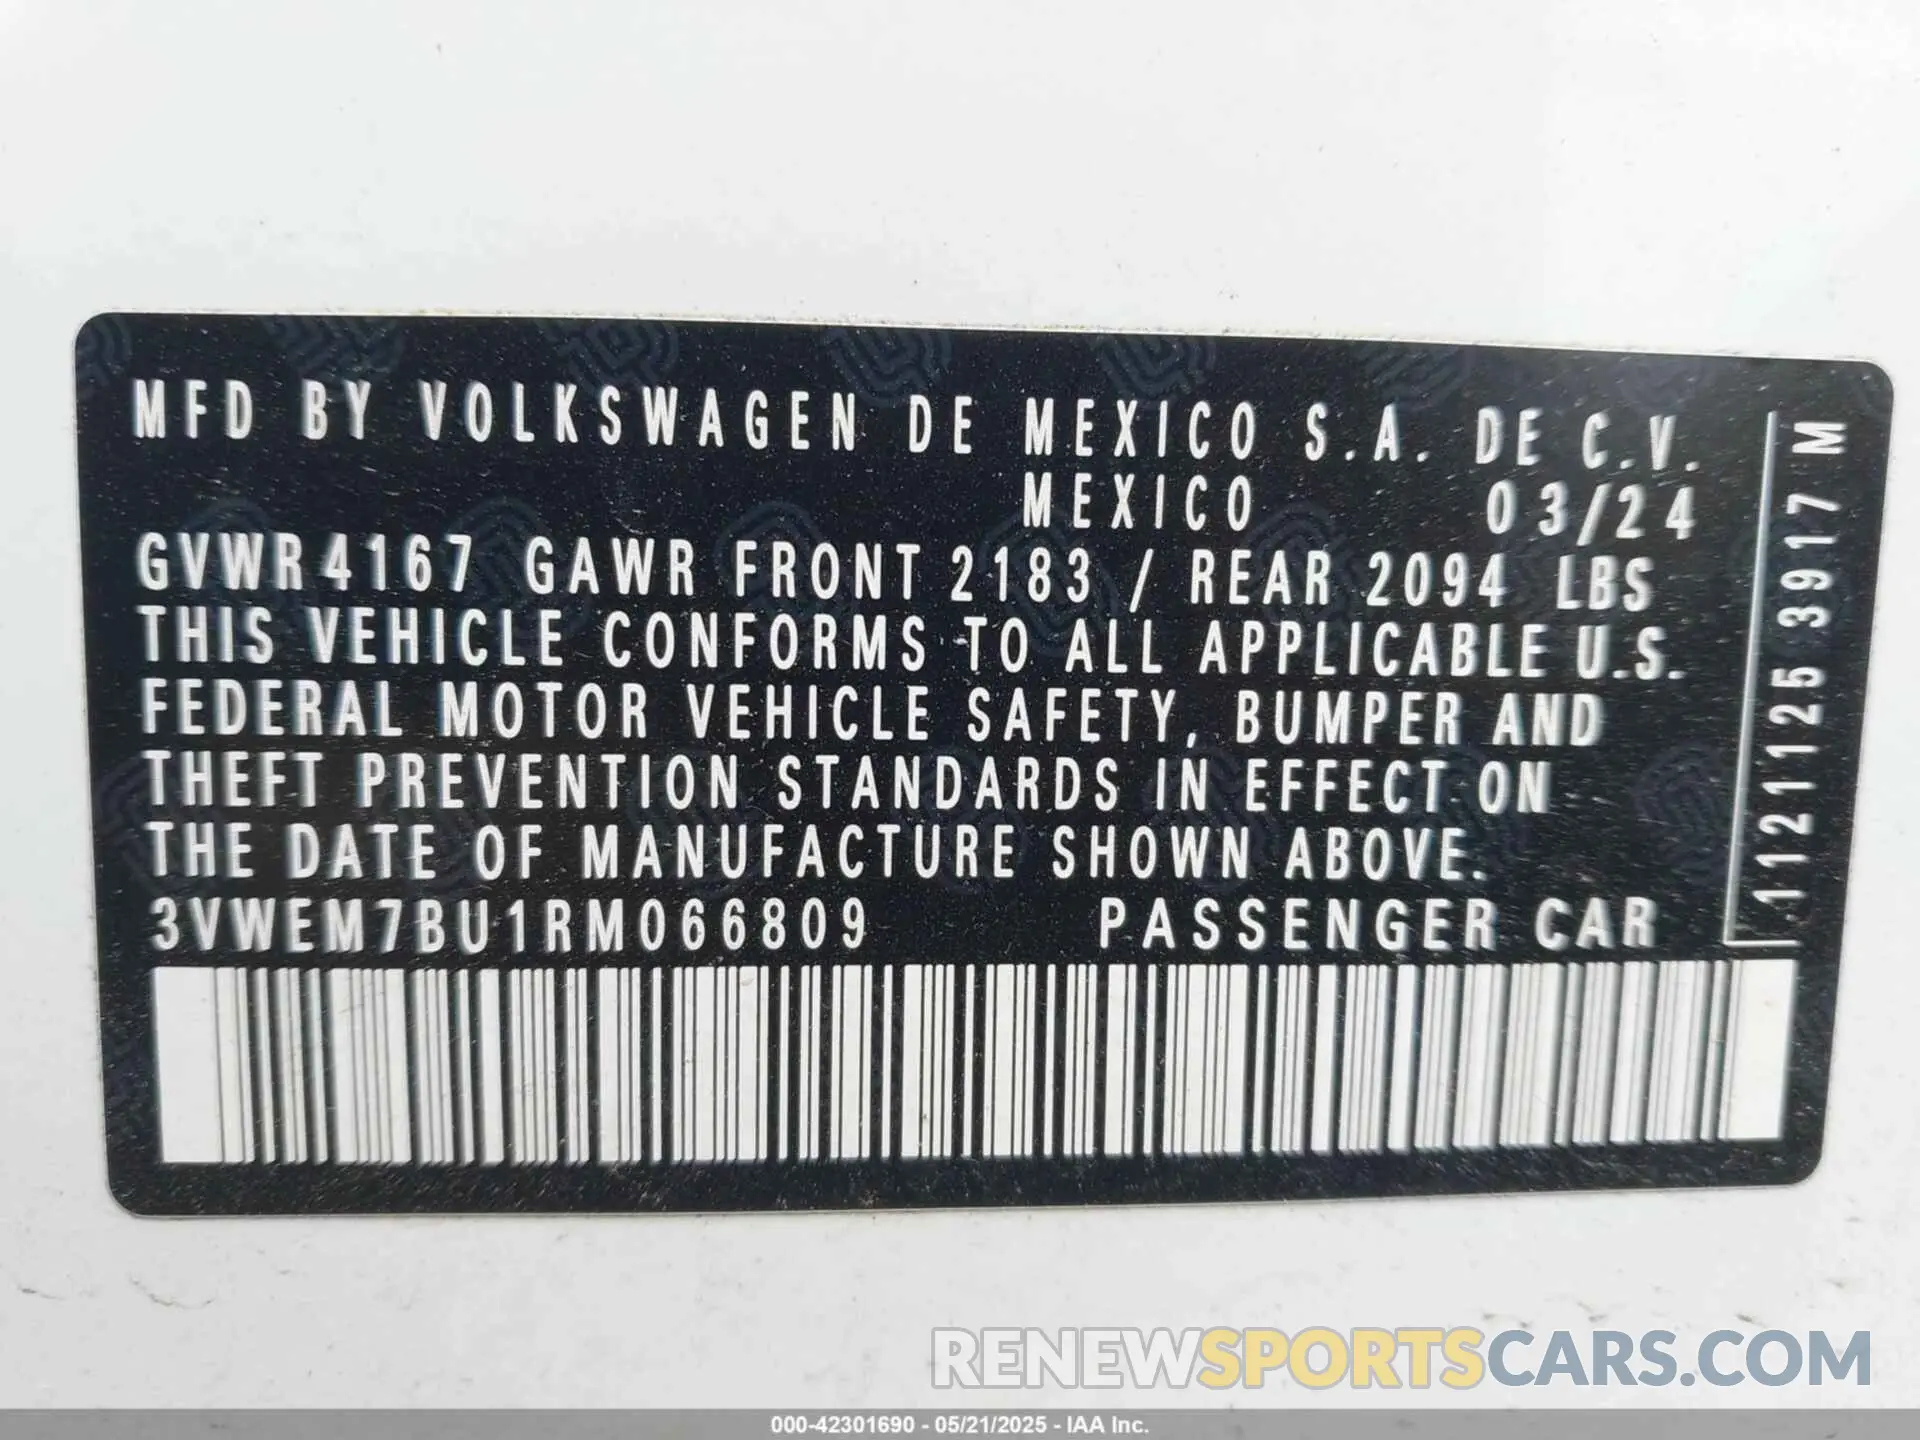 MFD BY VOLKSWAGEN DE MEXICO S.A. DE C.V.
MEXICO 03/24
GVWR 4167 GAWR FRONT 2183 / REAR 2094 LBS
THIS VEHICLE CONFORMS TO ALL APPLICABLE U.S.
FEDERAL MOTOR VEHICLE SAFETY, BUMPER AND
THEFT PREVENTION STANDARDS IN EFFECT ON
THE DATE OF MANUFACTURE SHOWN ABOVE.
3VWEM7BU1RM066809 PASSENGER CAR
1121125 3917 M
RENEWSPORTSCARS.COM
000-42301690 - 05/21/2025 - IAA Inc.